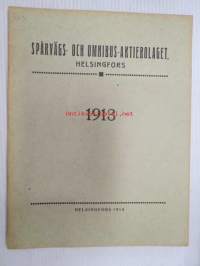 SPÅRVÄGS- OCH OMNIBUS-AKTIEBOLAGET,
HELSINGFORS
1913
HELSINGFORS 1914